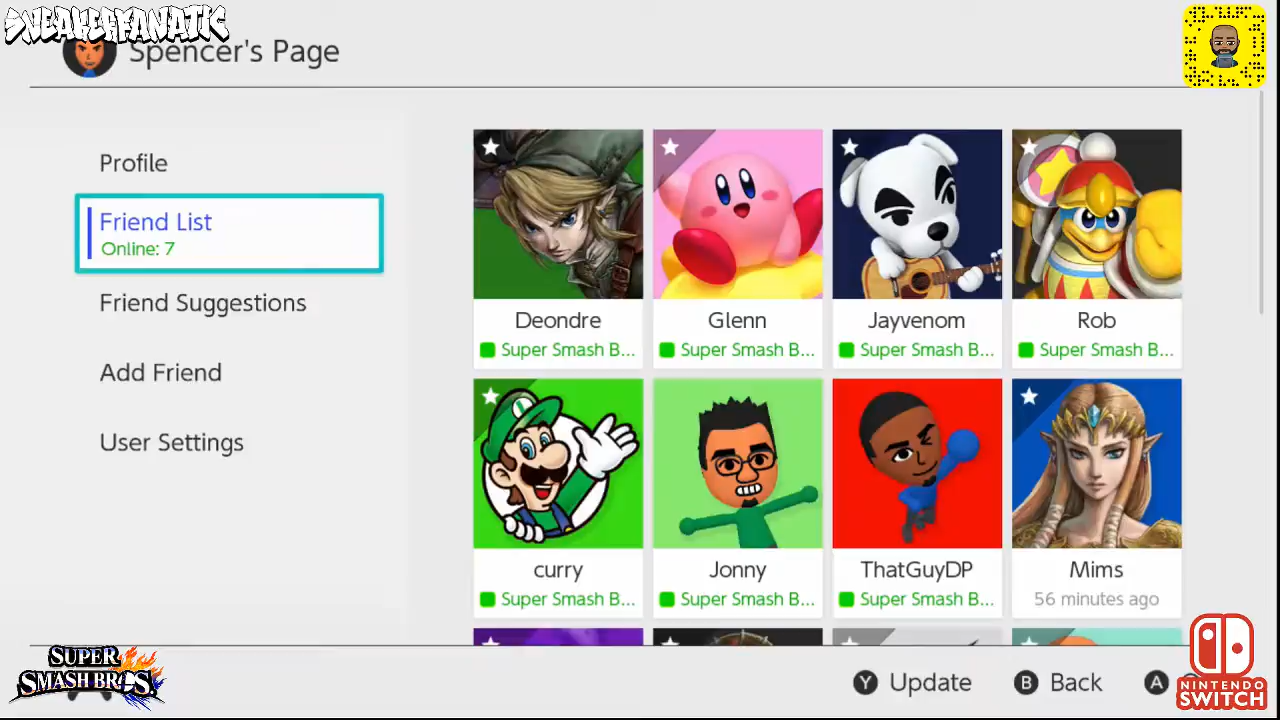 SNEAKERFANATIC
Spencer's Page
Profile
Friend List
Online: 7
Friend Suggestions
Add Friend
User Settings
Deondre
Glenn
Jayvenom
Rob
Super Smash B...
Super Smash B...
Super Smash B...
Super Smash B...
curry
Jonny
ThatGuyDP
Mims
Super Smash B...
Super Smash B...
Super Smash B...
56 minutes ago
SUPER
SMASH BROS.
Y Update
B Back
A
NINTENDO
SWITCH